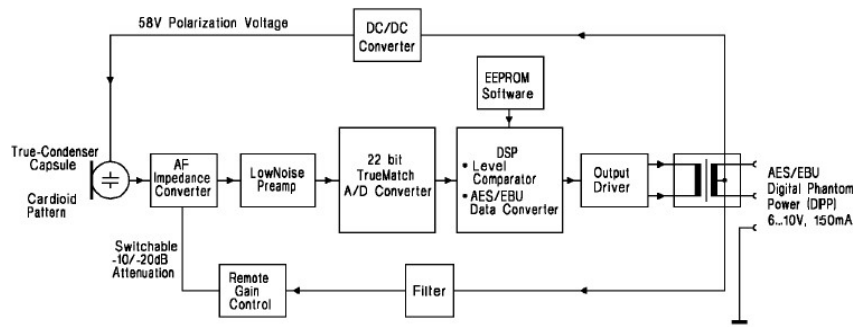 58V Polarization Voltage
DC/DC
Converter
EEPROM
Software
True-Condenser
Capsule
Cardioid
Pattern
AF
Impedance
Converter
LowNoise
Preamp
22 bit
TrueMatch
A/D Converter
DSP
• Level
Comparator
• AES/EBU
Data Converter
Output
Driver
AES/EBU
Digital Phantom
Power (DPP)
6...10V, 150mA
Switchable
-10/-20dB
Attenuation
Remote
Gain
Control
Filter